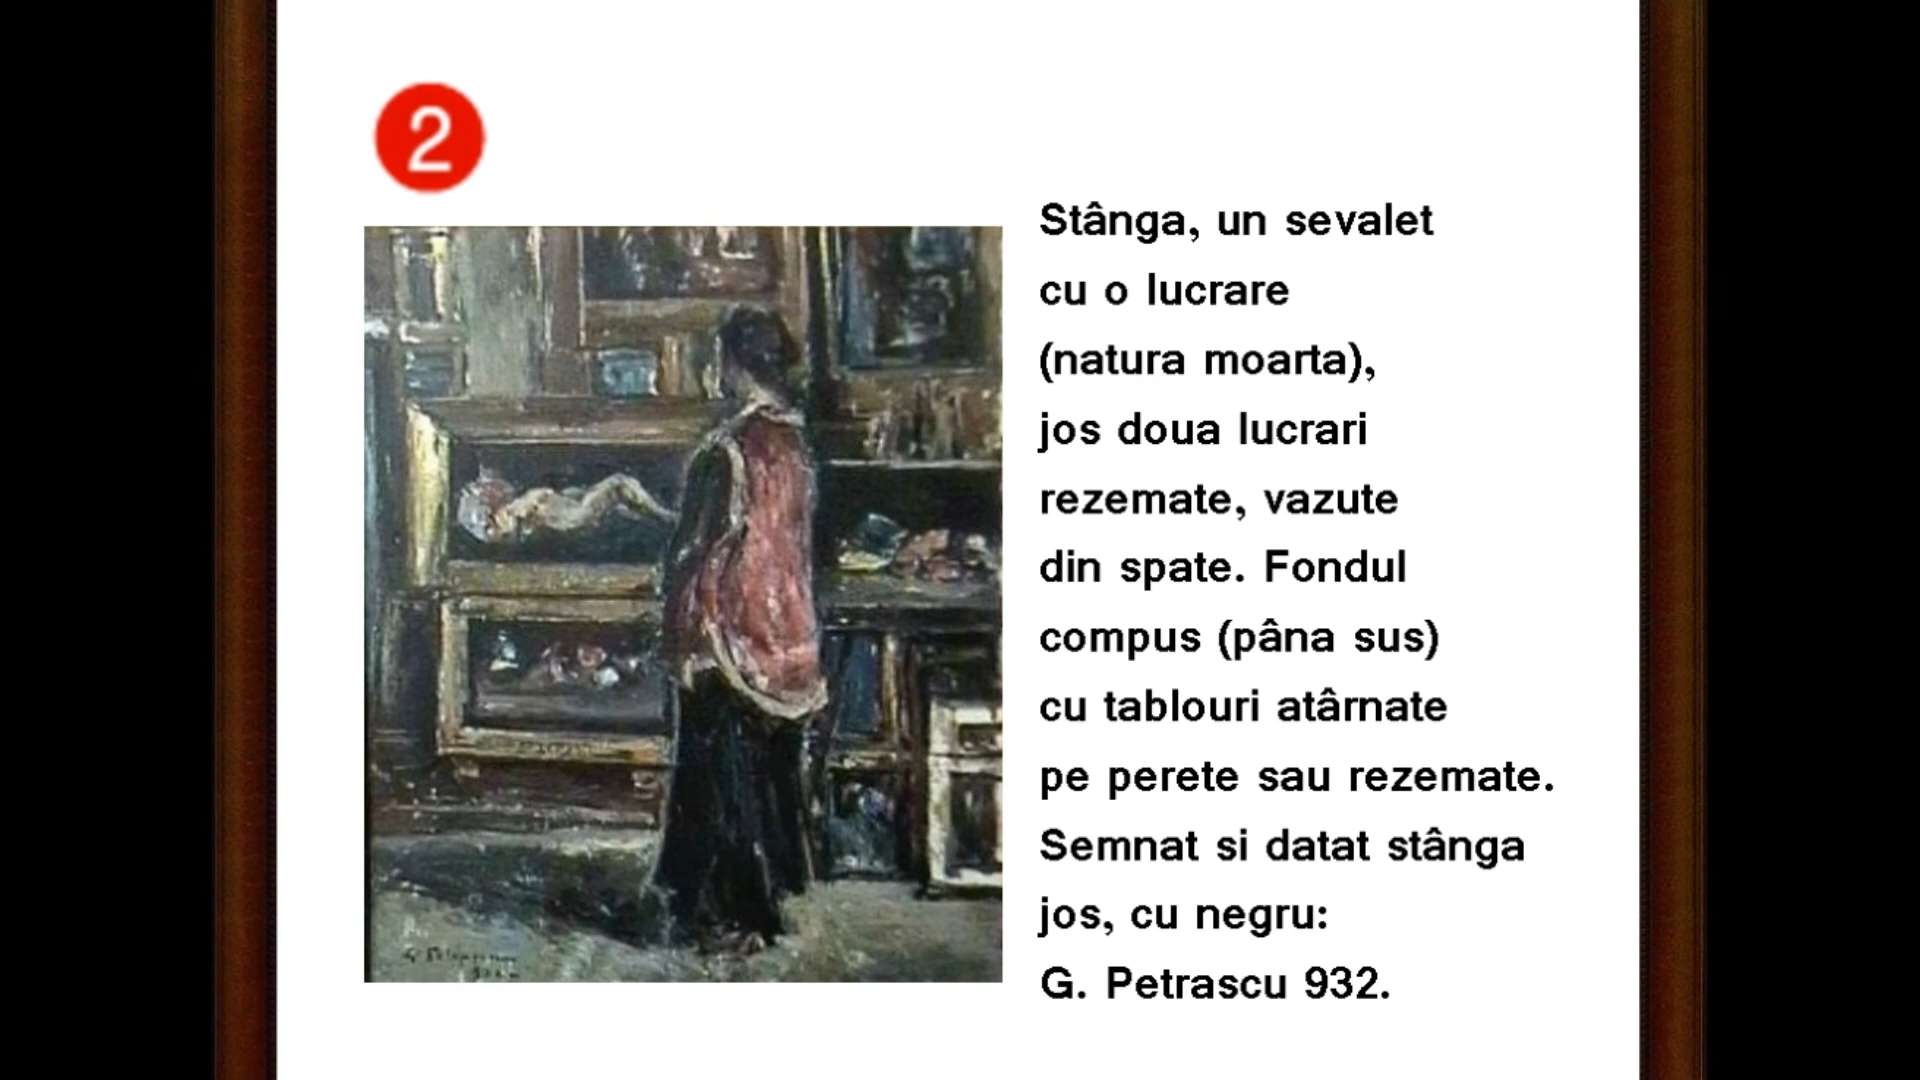 2
Stânga, un sevalet
cu o lucrare
(natura moarta),
jos doua lucrari
rezemate, vazute
din spate. Fondul
compus (pâna sus)
cu tablouri atârnate
pe perete sau rezemate.
Semnat si datat stânga
jos, cu negru:
G. Petrascu 932.